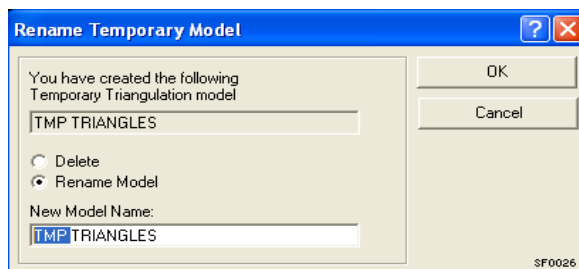 Rename Temporary Model
You have created the following
Temporary Triangulation model
TMP TRIANGLES
Delete
Rename Model
New Model Name:
TMP TRIANGLES
OK
Cancel
SF0026